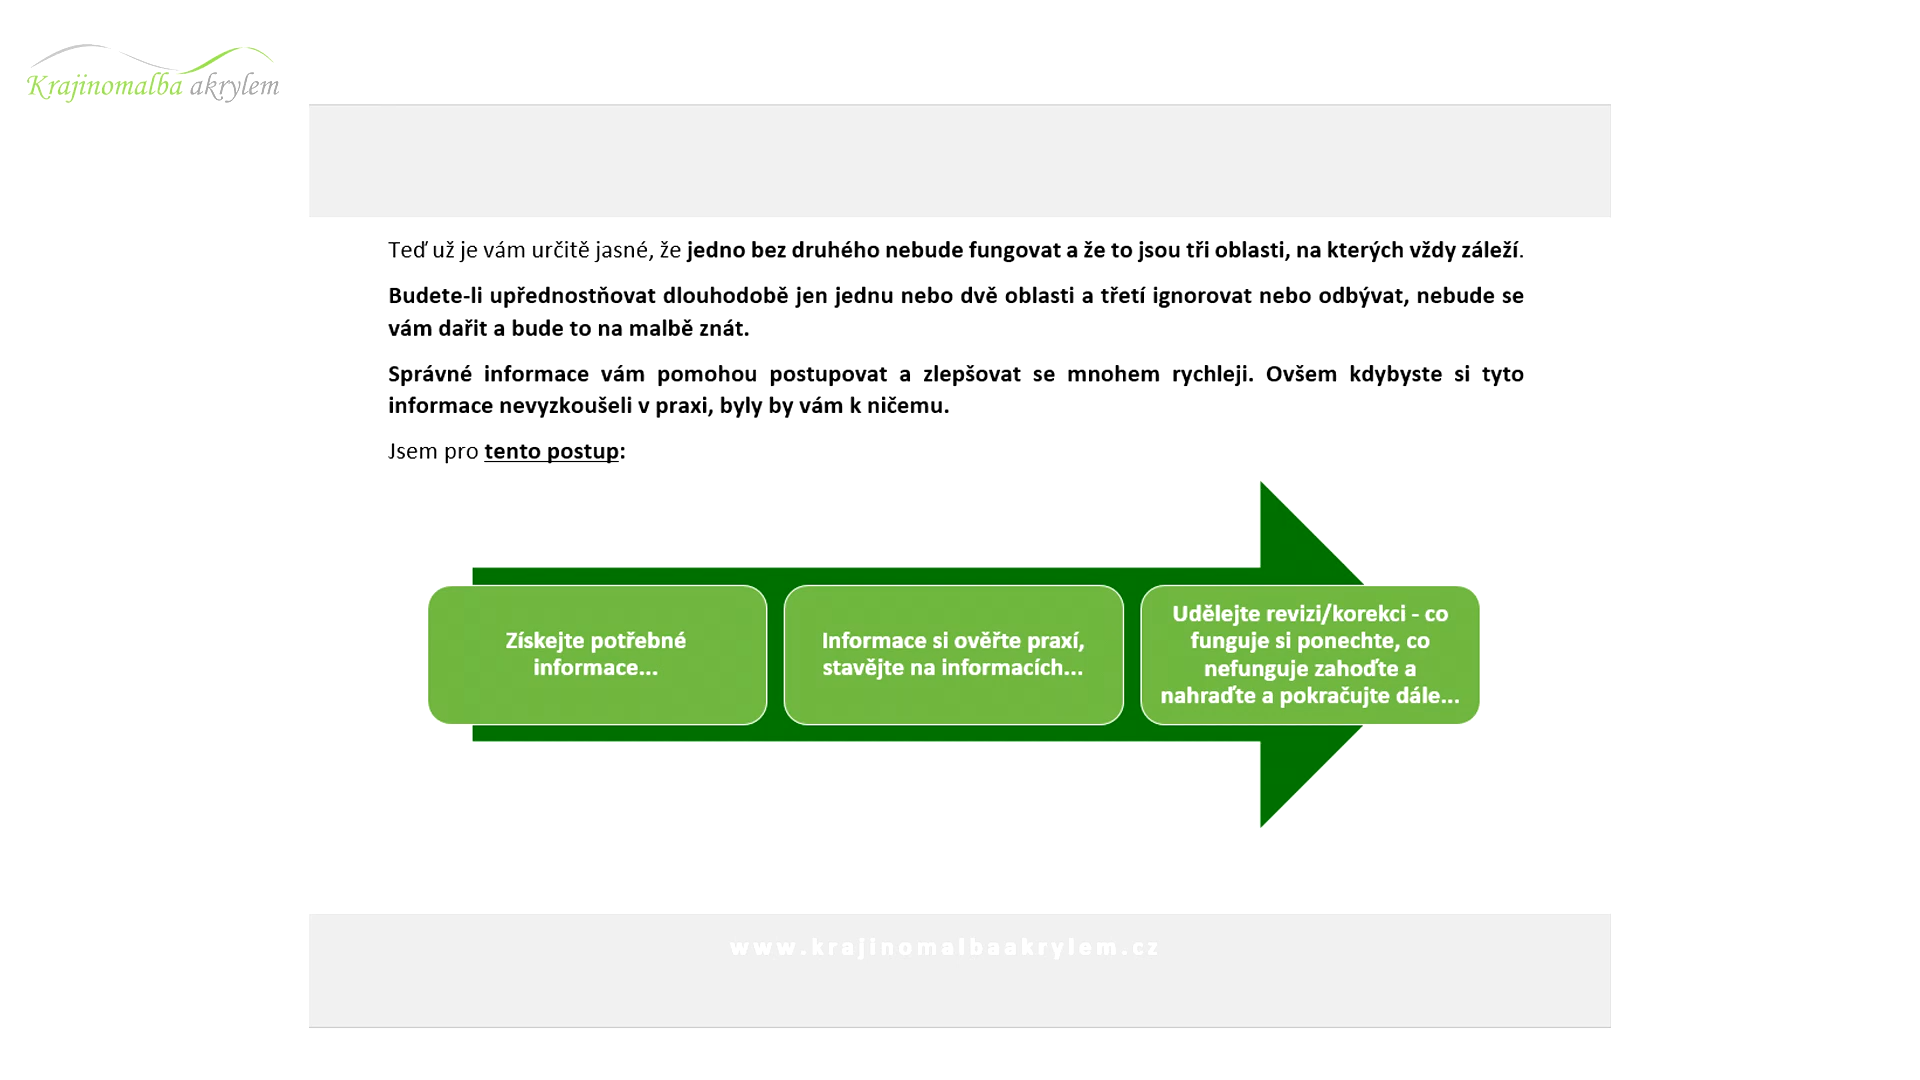 Krajinomalba akrylem
Teď už je vám určitě jasné, že jedno bez druhého nebude fungovat a že to jsou tři oblasti, na kterých vždy záleží.
Budete-li upřednostňovat dlouhodobě jen jednu nebo dvě oblasti a třetí ignorovat nebo odbývat, nebude se
vám dařit a bude to na malbě znát.
Správné informace vám pomohou postupovat a zlepšovat se mnohem rychleji. Ovšem kdybyste si tyto
informace nevyzkoušeli v praxi, byly by vám k ničemu.
Jsem pro tento postup:
Získejte potřebné
informace...
Informace si ověřte praxí,
stavějte na informacích...
Udělejte revizi/korekci - co
funguje si ponechte, co
nefunguje zahoďte a
nahraďte a pokračujte dále...
www.krajinomalbaakrylem.cz